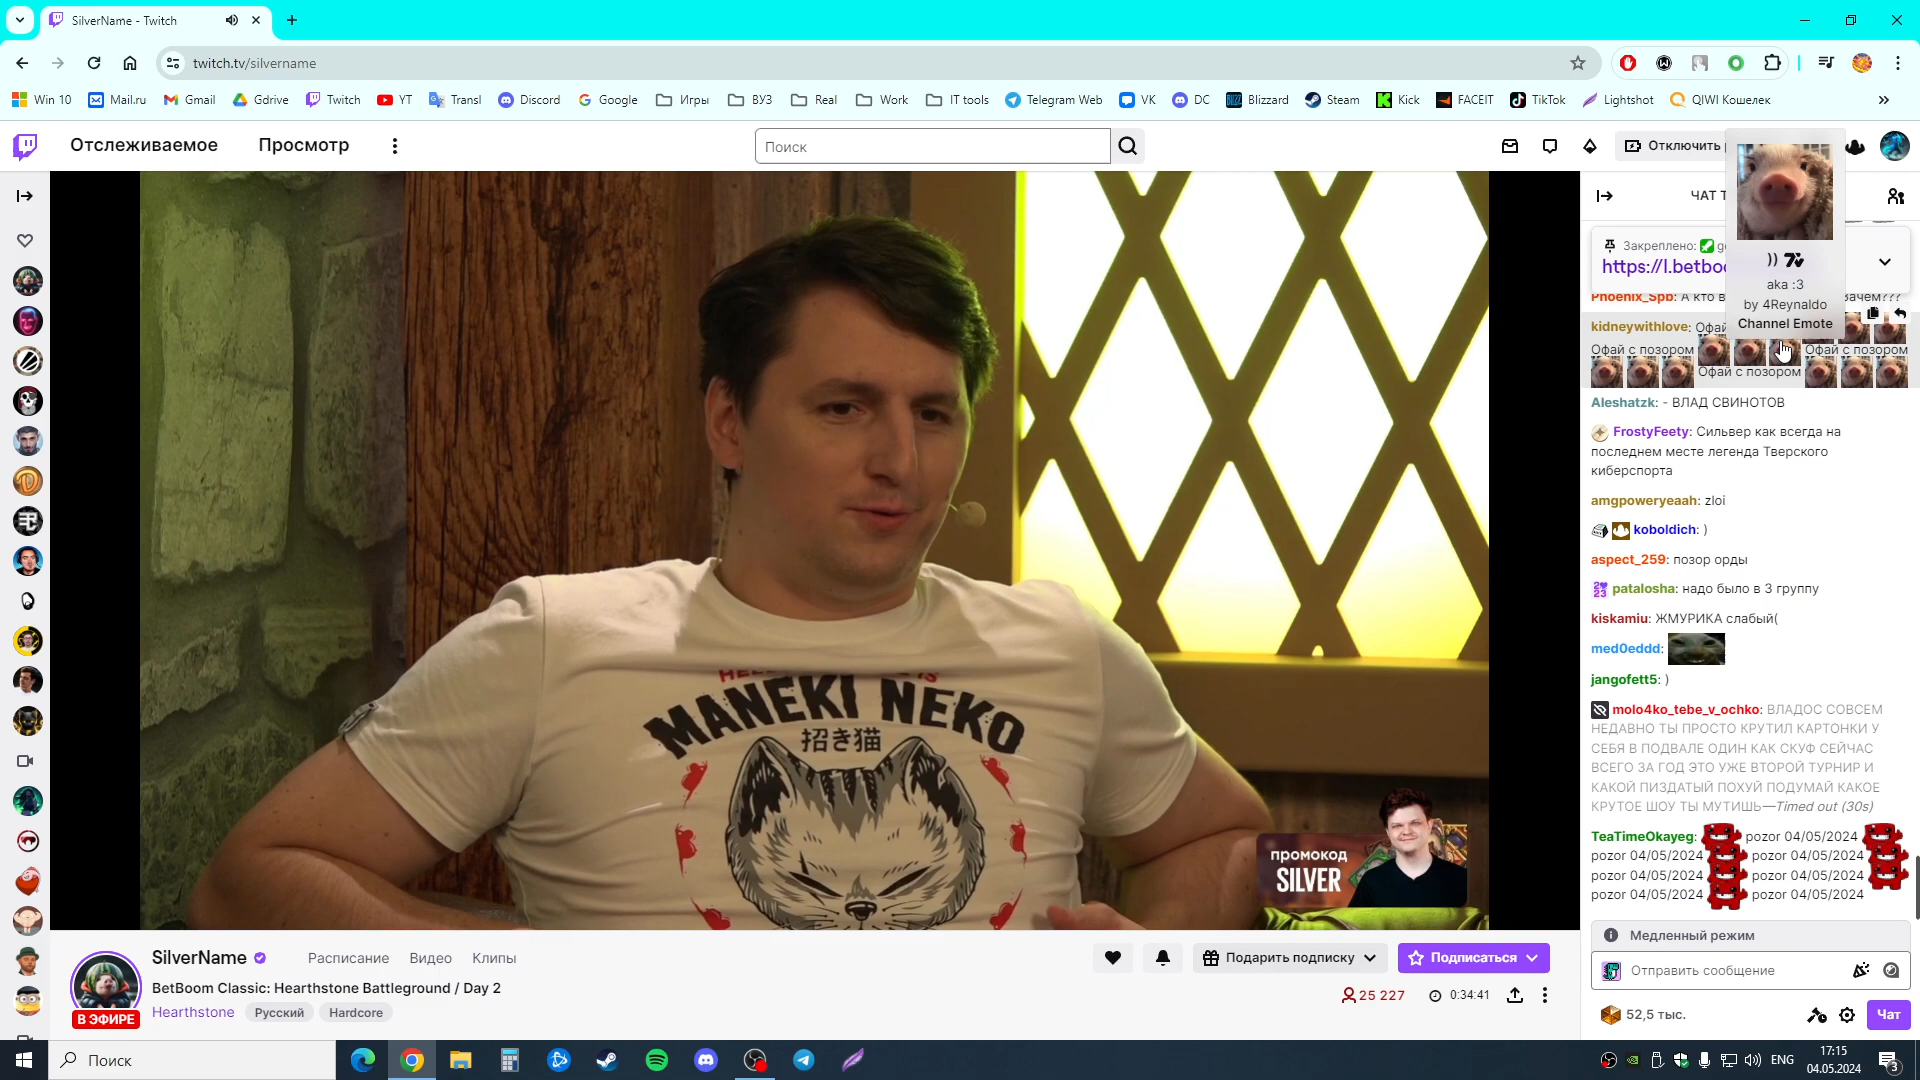 SilverName - Twitch
twitch.tv/silvername
Win 10
Mail.ru
Gmail
Gdrive
Twitch
YT
Transl
Discord
Google
Игры
ВУЗ
Real
Work
IT tools
Telegram Web
VK
DC
Blizzard
Steam
Kick
FACEIT
TikTok
Lightshot
QIWI Кошелек
Отслеживаемое
Просмотр
Поиск
Отключить
ЧАТ Т
Закреплено:
https://l.betboo
)) 7V
aka :3
by 4Reynaldo
Channel Emote
Phoenix_Spb: А кто в
зачем???
kidneywithlove: Офай
Офай с позором Офай с позором
Офай с позором
Aleshatzk: - ВЛАД СВИНОТОВ
FrostyFeety: Сильвер как всегда на
последнем месте легенда Тверского
киберспорта
amgpoweryeaah: zloi
koboldich: )
aspect_259: позор орды
patalosha: надо было в 3 группу
kiskamiu: ЖМУРИКА слабый(
med0eddd:
jangofett5: )
molo4ko_tebe_v_ochko: ВЛАДОС СОВСЕМ
НЕДАВНО ТЫ ПРОСТО КРУТИЛ КАРТОНКИ У
СЕБЯ В ПОДВАЛЕ ОДИН КАК СКУФ СЕЙЧАС
ВСЕГО ЗА ГОД ЭТО УЖЕ ВТОРОЙ ТУРНИР И
КАКОЙ ПИЗДАТЫЙ ПОХУЙ ПОДУМАЙ КАКОЕ
КРУТОЕ ШОУ ТЫ МУТИШЬ—Timed out (30s)
TeaTimeOkayeg: pozor 04/05/2024
pozor 04/05/2024 pozor 04/05/2024
pozor 04/05/2024 pozor 04/05/2024
pozor 04/05/2024 pozor 04/05/2024
Медленный режим
Отправить сообщение
52,5 тыс.
Чат
MANEKI NEKO
招き猫
промокод
SILVER
SilverName
Расписание
Видео
Клипы
BetBoom Classic: Hearthstone Battleground / Day 2
Hearthstone
Русский
Hardcore
В ЭФИРЕ
Подарить подписку
Подписаться
25 227
0:34:41
Поиск
ENG
17:15
04.05.2024
3